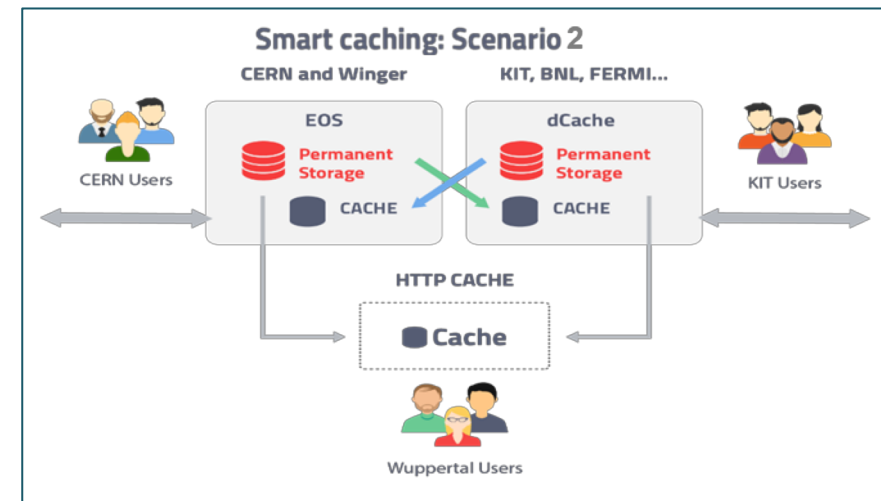 Smart caching: Scenario 2
CERN and Winger
KIT, BNL, FERMI...
EOS
dCache
Permanent
Storage
Permanent
Storage
CERN Users
KIT Users
CACHE
CACHE
HTTP CACHE
Cache
Wuppertal Users